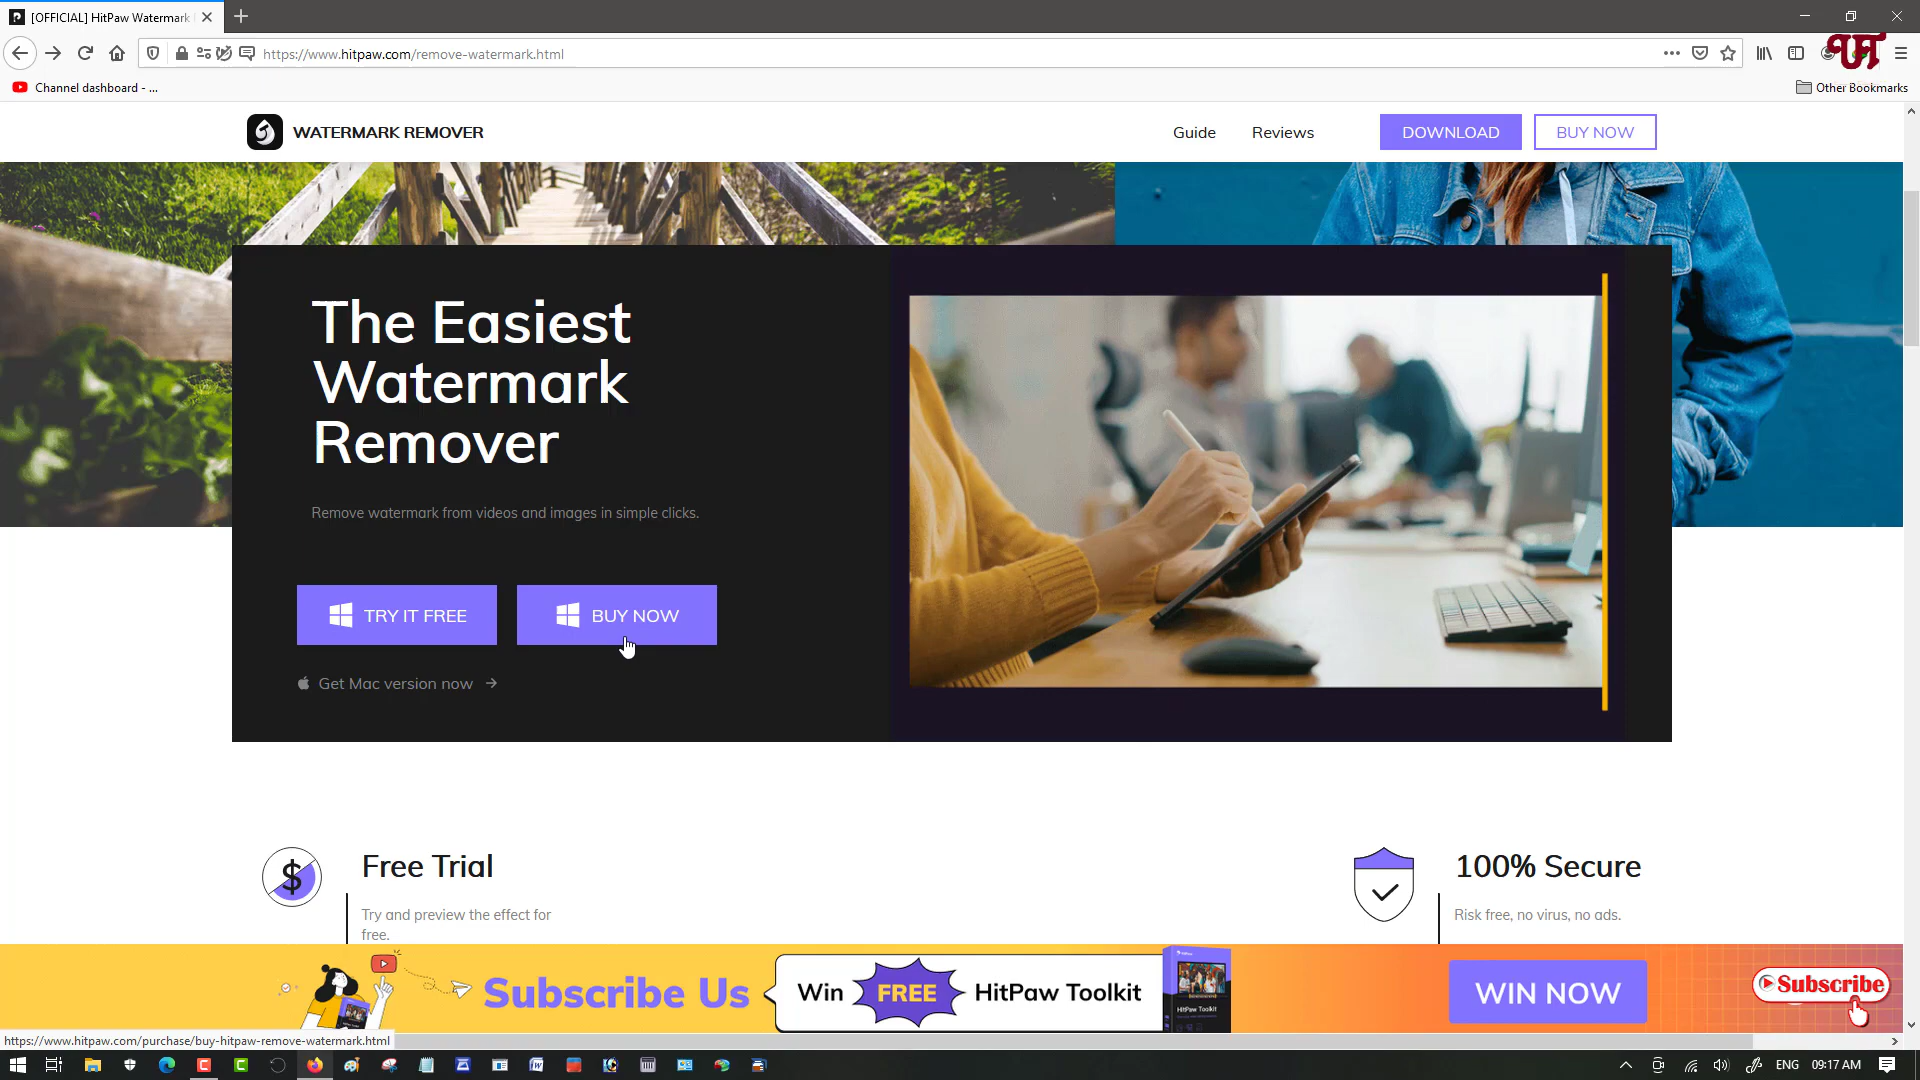 [OFFICIAL] HitPaw Watermark
https://www.hitpaw.com/remove-watermark.html
Channel dashboard - ...
Other Bookmarks
WATERMARK REMOVER
Guide
Reviews
DOWNLOAD
BUY NOW
The Easiest
Watermark
Remover
Remove watermark from videos and images in simple clicks.
TRY IT FREE
BUY NOW
Get Mac version now
Free Trial
Try and preview the effect for
free.
100% Secure
Risk free, no virus, no ads.
Subscribe Us
Win FREE HitPaw Toolkit
HitPaw Toolkit
WIN NOW
Subscribe
https://www.hitpaw.com/purchase/buy-hitpaw-remove-watermark.html
ENG
09:17 AM